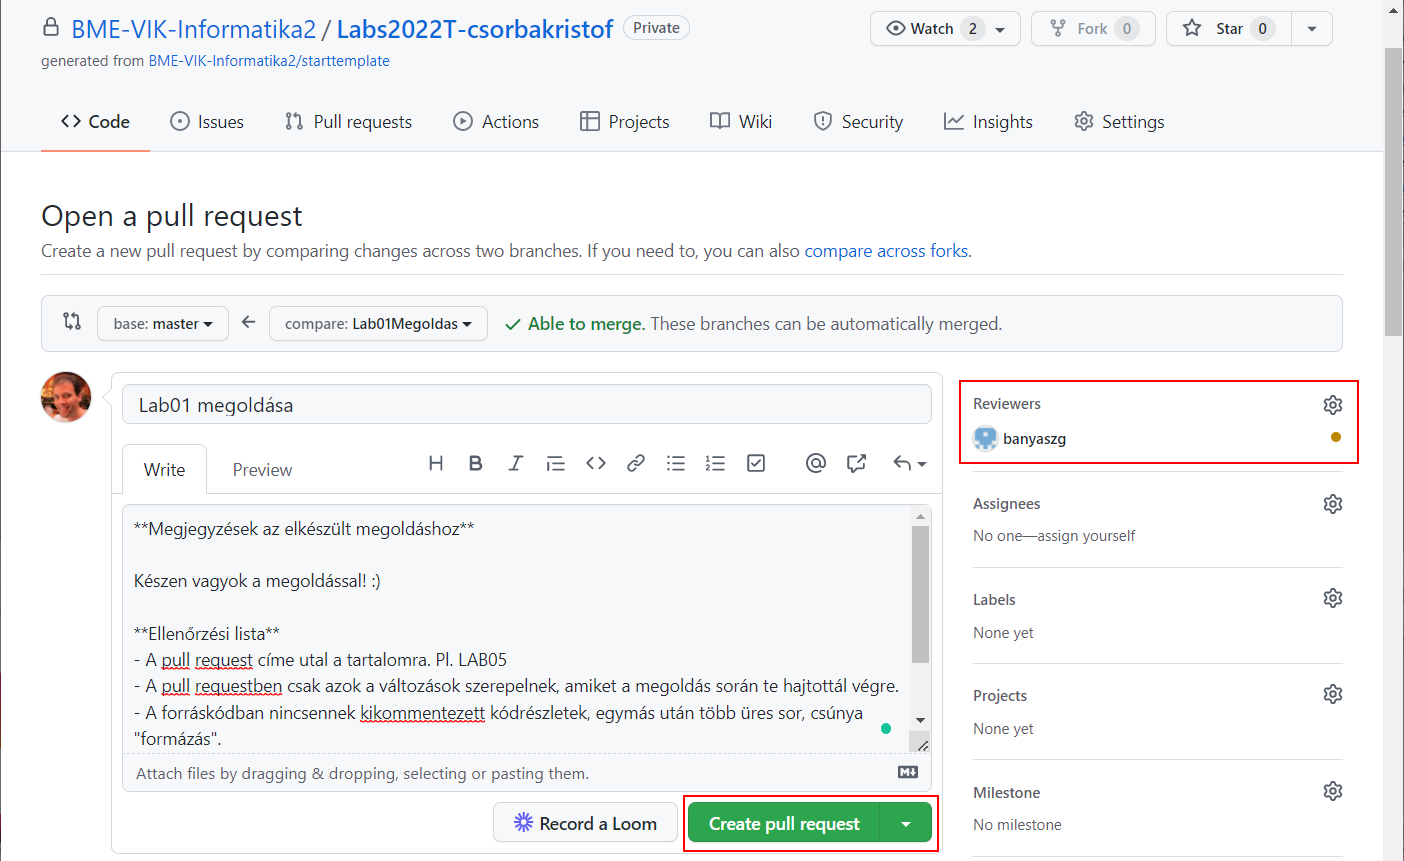 BME-VIK-Informatika2 / Labs2022T-csorbakristof Private
Watch 2
Fork 0
Star 0
generated from BME-VIK-Informatika2/starttemplate
Code
Issues
Pull requests
Actions
Projects
Wiki
Security
Insights
Settings
Open a pull request
Create a new pull request by comparing changes across two branches. If you need to, you can also compare across forks.
base: master
compare: Lab01Megoldas
Able to merge. These branches can be automatically merged.
Lab01 megoldása
Write
Preview
**Megjegyzések az elkészült megoldáshoz**
Készen vagyok a megoldással! :)
**Ellenőrzési lista**
- A pull request címe utal a tartalomra. Pl. LAB05
- A pull requestben csak azok a változások szerepelnek, amiket a megoldás során te hajtottál végre.
- A forráskódban nincsennek kikommentezett kódrészletek, egymás után több üres sor, csúnya
"formázás".
Attach files by dragging & dropping, selecting or pasting them.
Record a Loom
Create pull request
Reviewers
banyaszg
Assignees
No one—assign yourself
Labels
None yet
Projects
None yet
Milestone
No milestone